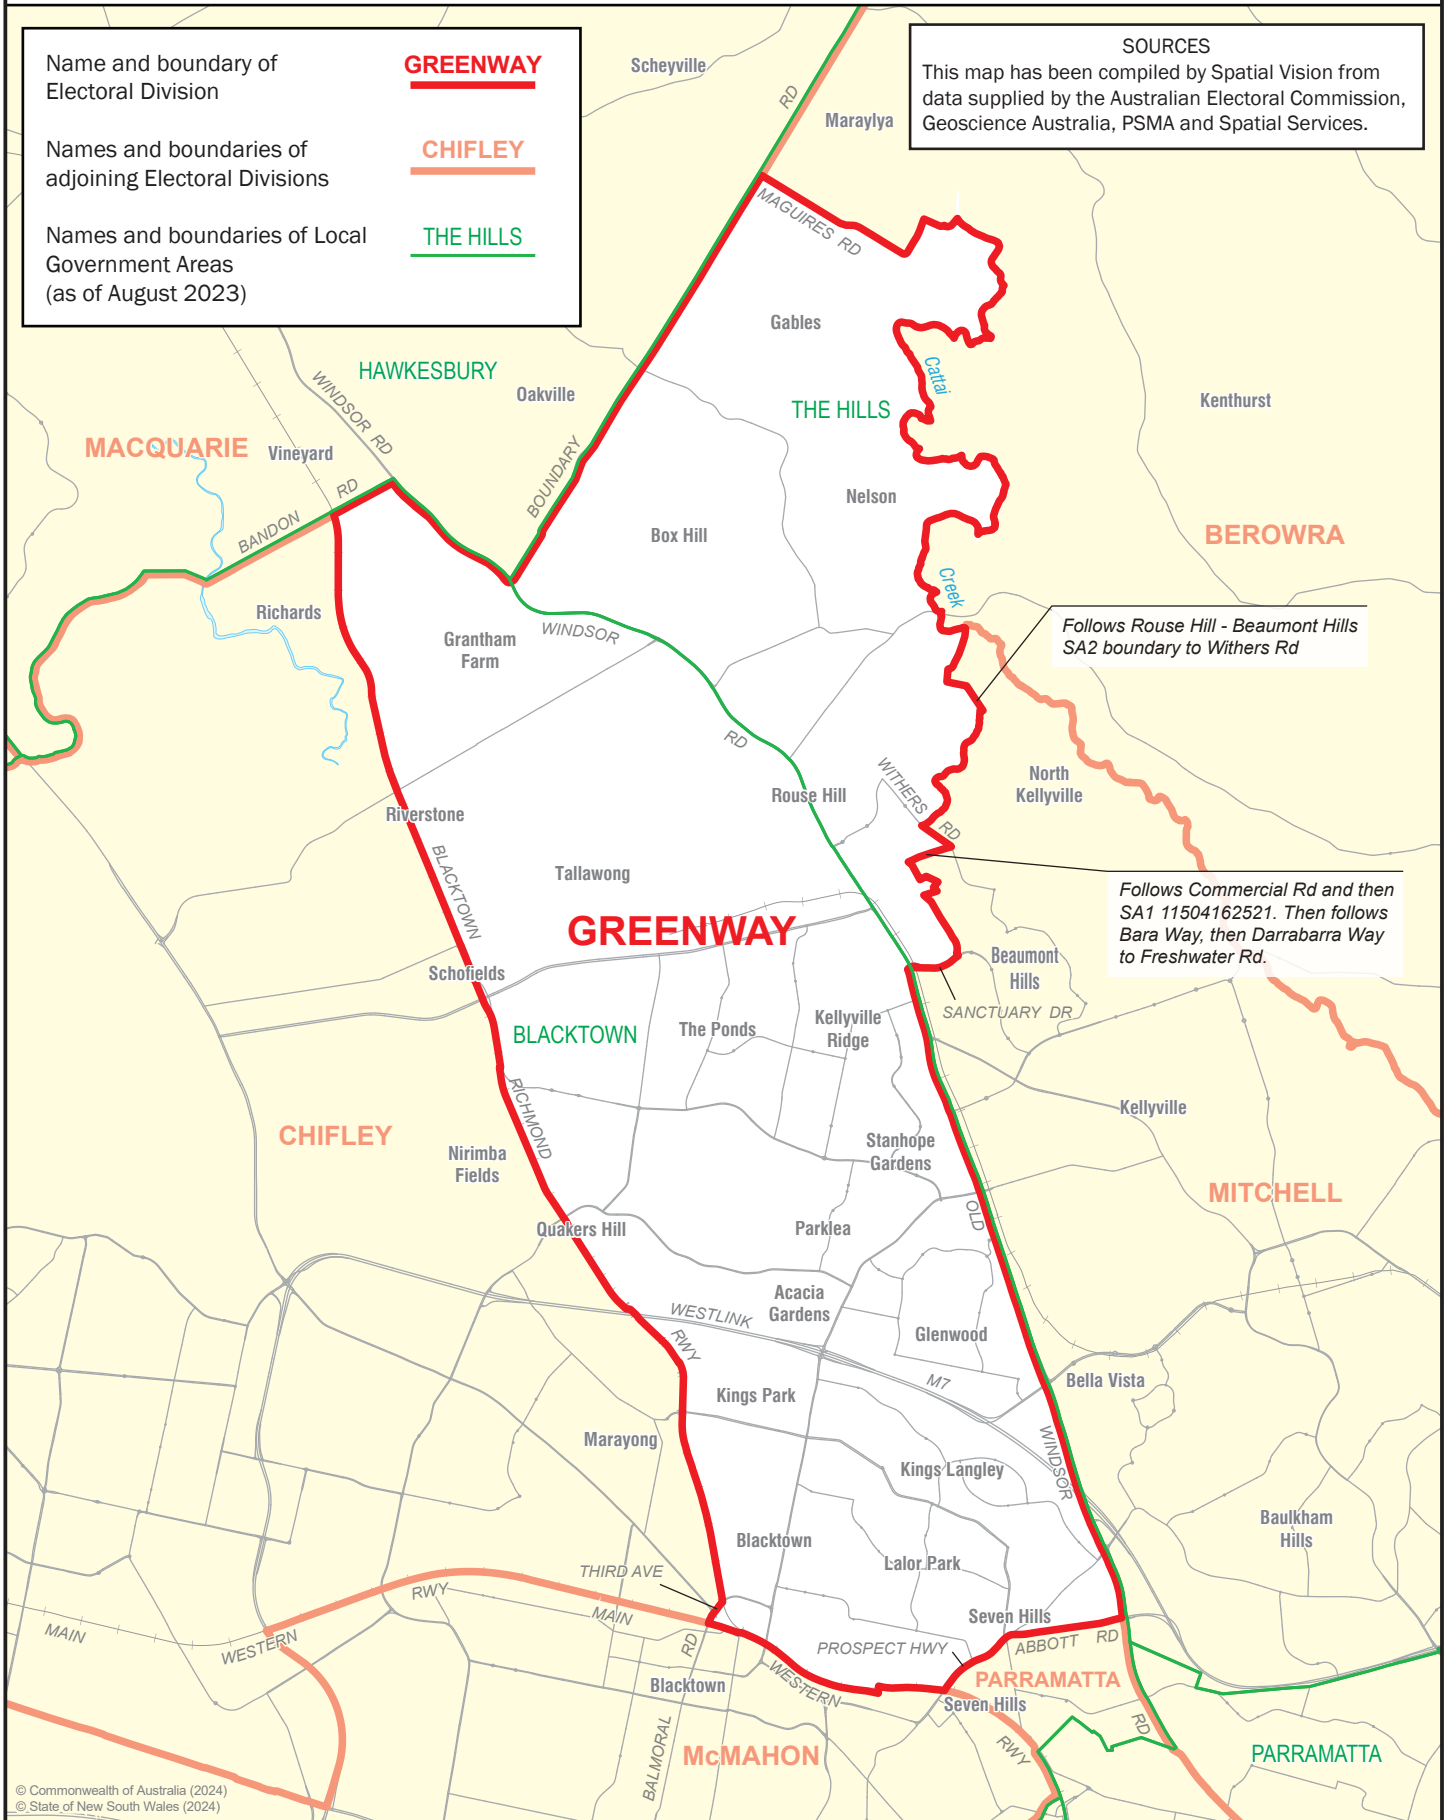 Name and boundary of
Electoral Division
GREENWAY
Names and boundaries of
adjoining Electoral Divisions
CHIFLEY
Names and boundaries of Local
Government Areas
(as of August 2023)
THE HILLS
SOURCES
This map has been compiled by Spatial Vision from
data supplied by the Australian Electoral Commission,
Geoscience Australia, PSMA and Spatial Services.
Scheyville
RD
Maraylya
MAGUIRES RD
Gables
HAWKESBURY
Oakville
WINDSOR RD
Cattai
THE HILLS
Kenthurst
MACQUARIE
Vineyard
RD
BOUNDARY
Nelson
BANDON
Box Hill
BEROWRA
Creek
Richards
Grantham
Farm
WINDSOR
Follows Rouse Hill - Beaumont Hills
SA2 boundary to Withers Rd
RD
North
Kellyville
Rouse Hill
WITHERS
RD
Riverstone
BLACKTOWN
Tallawong
Follows Commercial Rd and then
SA1 11504162521. Then follows
Bara Way, then Darrabarra Way
to Freshwater Rd.
GREENWAY
Beaumont
Hills
Schofields
SANCTUARY DR
BLACKTOWN
The Ponds
Kellyville
Ridge
RICHMOND
Kellyville
CHIFLEY
Nirimba
Fields
Stanhope
Gardens
MITCHELL
OLD
Quakers Hill
Parklea
Acacia
Gardens
WESTLINK
RWY
Glenwood
M7
Bella Vista
Kings Park
Marayong
WINDSOR
Kings Langley
Baulkham
Hills
Blacktown
Lalor Park
THIRD AVE
RWY
MAIN
Seven Hills
MAIN
WESTERN
RD
PROSPECT HWY
ABBOTT
RD
Blacktown
WESTERN
PARRAMATTA
Seven Hills
RD
BALMORAL
McMAHON
RWY
PARRAMATTA
© Commonwealth of Australia (2024)
© State of New South Wales (2024)